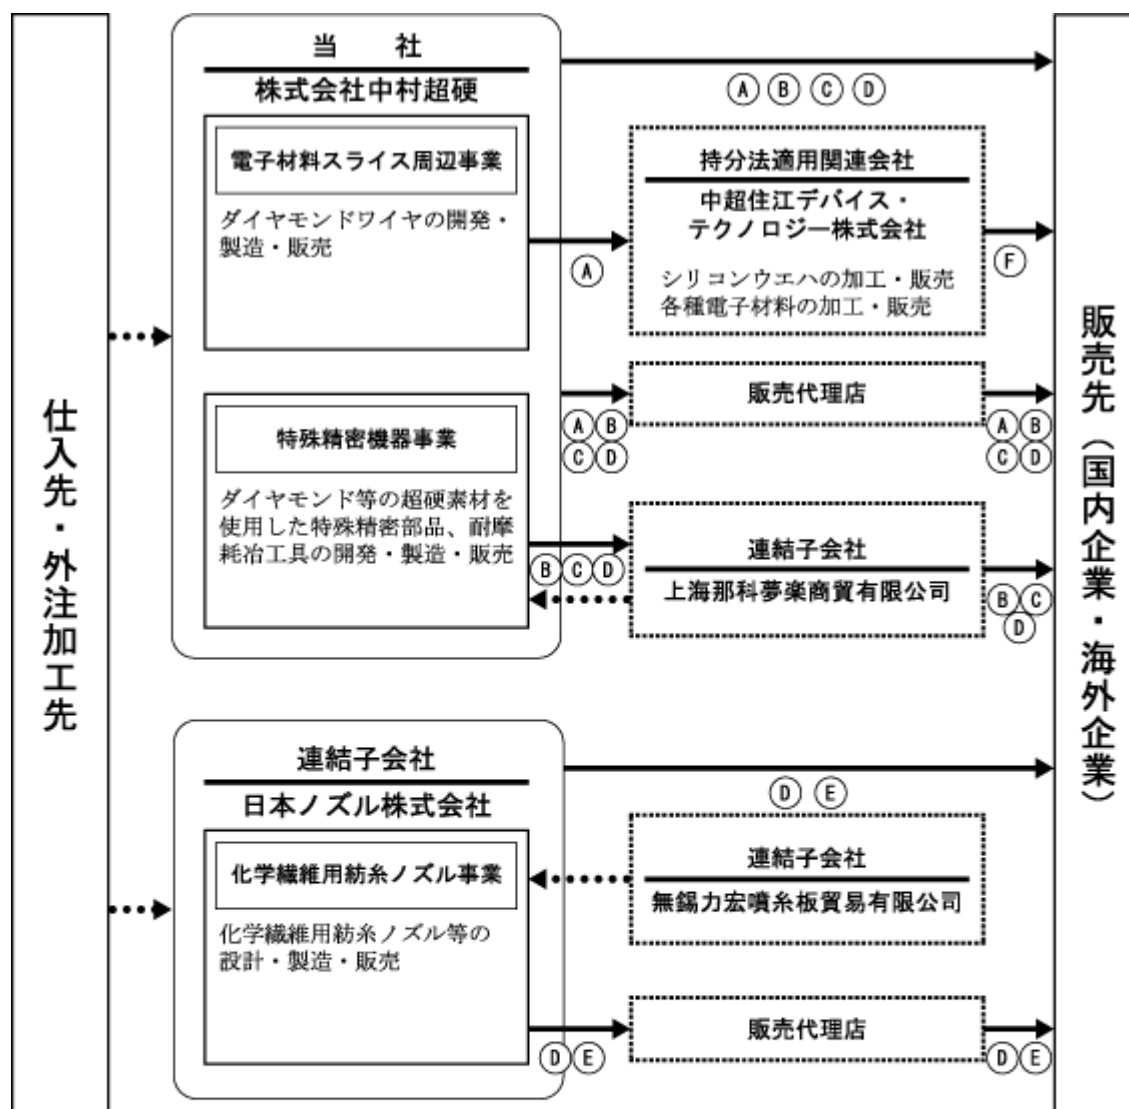 仕入先・外注加工先
当　　社
株式会社中村超硬
電子材料スライス周辺事業
ダイヤモンドワイヤの開発・
製造・販売
特殊精密機器事業
ダイヤモンド等の超硬素材を
使用した特殊精密部品、耐摩
耗冶工具の開発・製造・販売
A B C D
A
持分法適用関連会社
中超住江デバイス・
テクノロジー株式会社
シリコンウエハの加工・販売
各種電子材料の加工・販売
F
A B
C D
販売代理店
A B
C D
B C D
連結子会社
上海那科夢楽商貿有限公司
B C
D
連結子会社
日本ノズル株式会社
化学繊維用紡糸ノズル事業
化学繊維用紡糸ノズル等の
設計・製造・販売
D E
連結子会社
無錫力宏噴糸板貿易有限公司
D E
販売代理店
D E
販売先（国内企業・海外企業）